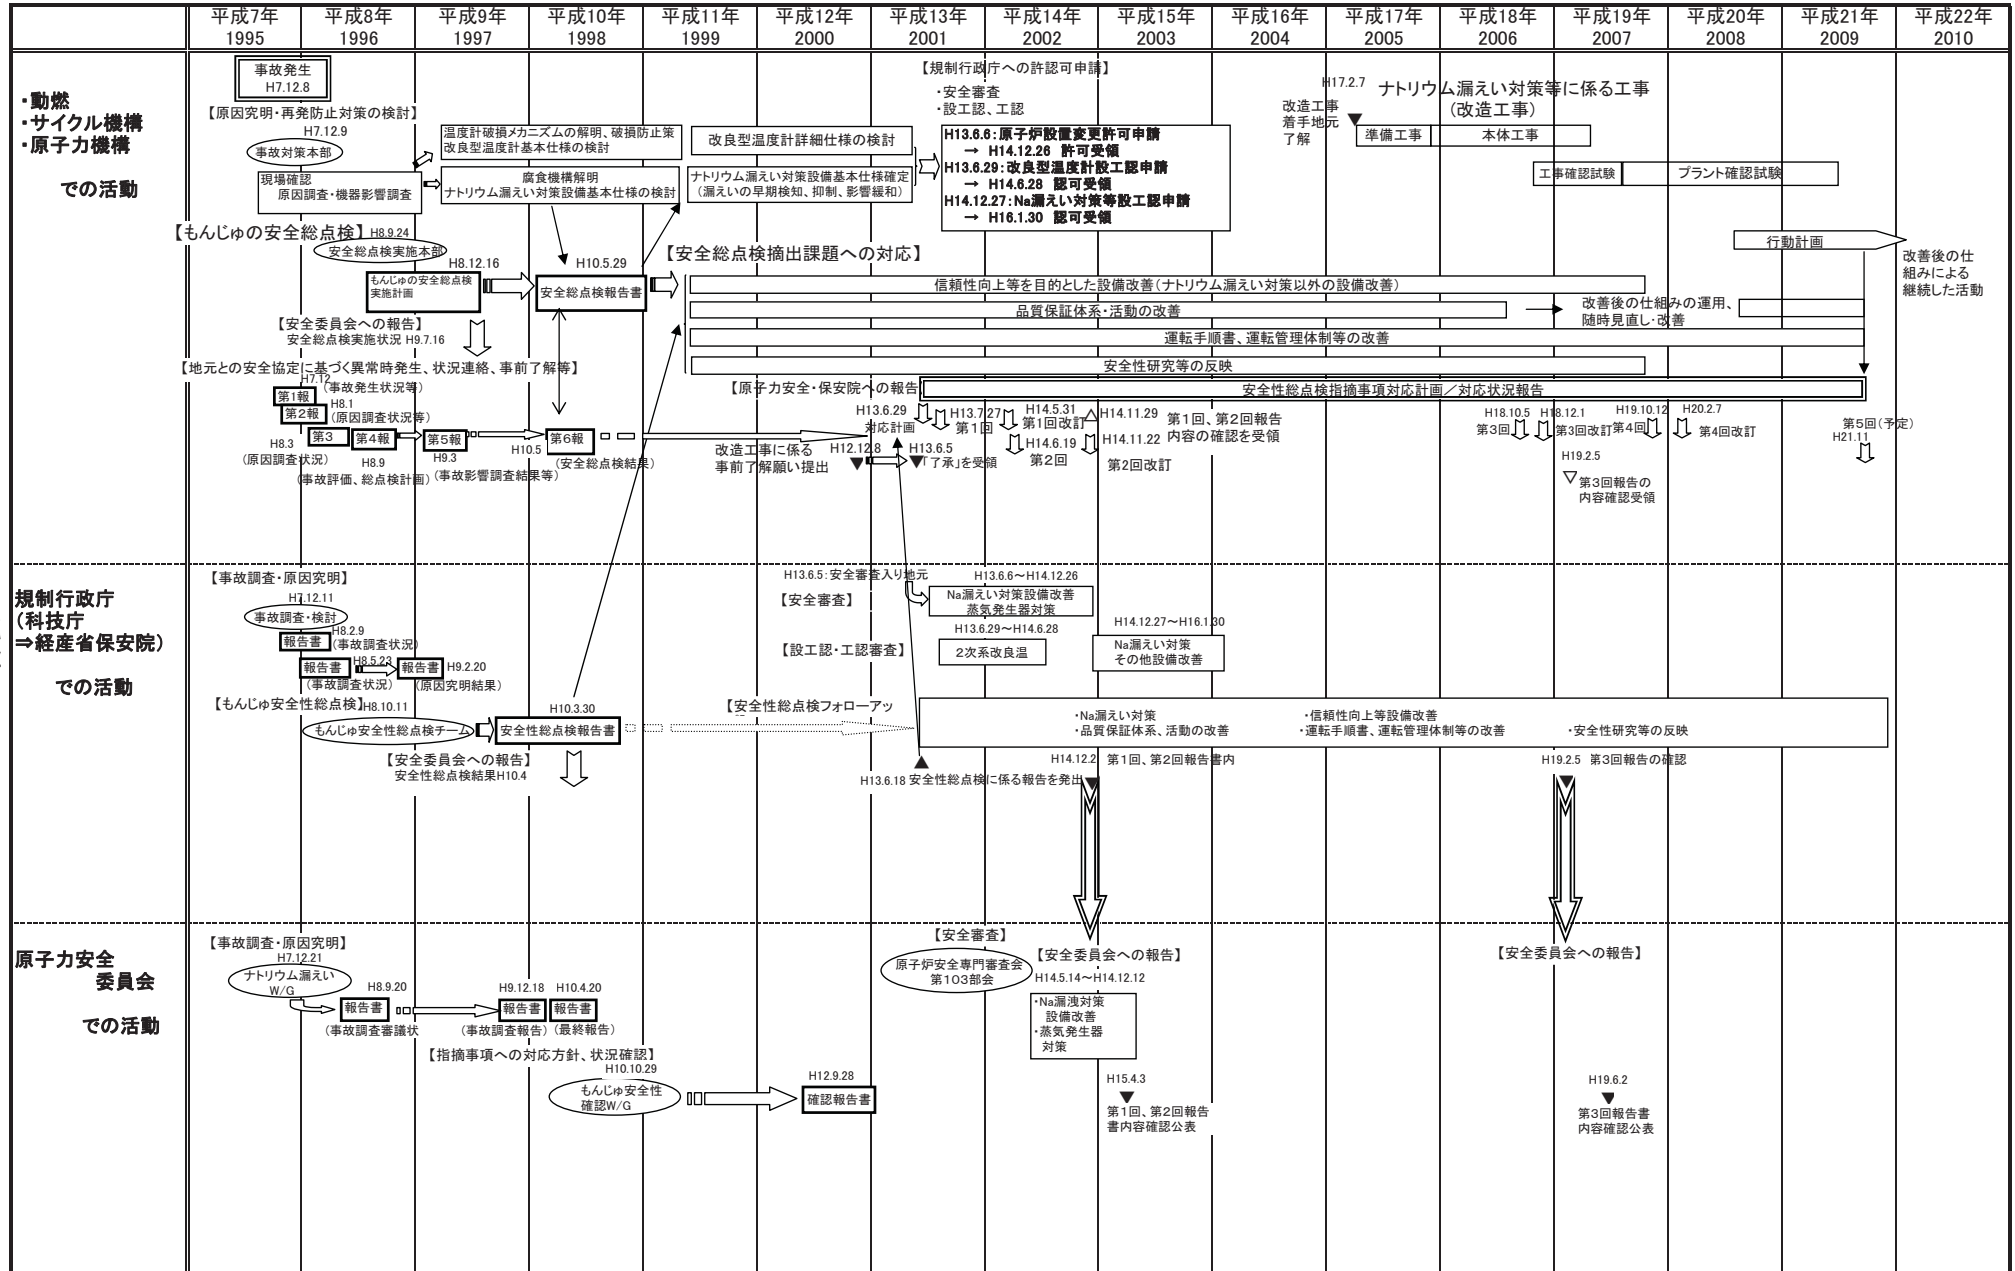 平成7年 平成8年 平成9年 平成10年 平成11年 平成12年 平成13年 平成14年 平成15年 平成16年 平成17年 平成18年 平成19年 平成20年 平成21年 平成22年
1995 1996 1997 1998 1999 2000 2001 2002 2003 2004 2005 2006 2007 2008 2009 2010
・動燃
・サイクル機構
・原子力機構
での活動
事故発生
H7.12.8
【原因究明・再発防止対策の検討】
H7.12.9
事故対策本部
現場確認
原因調査・機器影響調査
温度計破損メカニズムの解明、破損防止策
改良型温度計基本仕様の検討
腐食機構解明
ナトリウム漏えい対策設備基本仕様の検討
改良型温度計詳細仕様の検討
ナトリウム漏えい対策設備基本仕様確定
(漏えいの早期検知、抑制、影響緩和)
【規制行政庁への許認可申請】
・安全審査
・設工認、工認
H13.6.6:原子炉設置変更許可申請
→ H14.12.26 許可受領
H13.6.29:改良型温度計設工認申請
→ H14.6.28 認可受領
H14.12.27:Na漏えい対策等設工認申請
→ H16.1.30 認可受領
H17.2.7
改造工事
着手地元
了解
ナトリウム漏えい対策等に係る工事
(改造工事)
準備工事
本体工事
工事確認試験
プラント確認試験
【もんじゅの安全総点検】
H8.9.24
安全総点検実施本部
H8.12.16
もんじゅの安全総点検
実施計画
H10.5.29
安全総点検報告書
【安全総点検摘出課題への対応】
行動計画
改善後の仕
組みによる
継続した活動
信頼性向上等を目的とした設備改善(ナトリウム漏えい対策以外の設備改善)
品質保証体系・活動の改善
改善後の仕組みの運用、
随時見直し・改善
運転手順書、運転管理体制等の改善
安全性研究等の反映
【安全委員会への報告】
安全総点検実施状況 H9.7.16
【地元との安全協定に基づく異常時発生、状況連絡、事前了解等】
H7.12
第1報
(事故発生状況等)
第2報
H8.1
(原因調査状況等)
第3
第4報
第5報
第6報
H8.3
(原因調査状況)
H8.9
(事故評価、総点検計画)
H9.3
(事故影響調査結果等)
H10.5
(安全総点検結果)
改造工事に係る
事前了解願い提出
H12.12.8
H13.6.5
「了承」を受領
【原子力安全・保安院への報告】
安全性総点検指摘事項対応計画/対応状況報告
H13.6.29
対応計画
H13.7.27
第1回
H14.5.31
第1回改訂
H14.6.19
第2回
H14.11.29
H14.11.22
第2回改訂
第1回、第2回報告
内容の確認を受領
H18.10.5
第3回
H18.12.1
第3回改訂
H19.10.12
第4回
H20.2.7
第4回改訂
第5回(予定)
H21.11
H19.2.5
第3回報告の
内容確認受領
規制行政庁
(科技庁
⇒経産省保安院)
での活動
【事故調査・原因究明】
H7.12.11
事故調査・検討
報告書
H8.2.9
(事故調査状況)
報告書
H8.5.23
(事故調査状況)
報告書
H9.2.20
(原因究明結果)
【もんじゅ安全性総点検】
H8.10.11
もんじゅ安全性総点検チーム
H10.3.30
安全性総点検報告書
【安全委員会への報告】
安全性総点検結果H10.4
【安全性総点検フォローアッ
H13.6.5:安全審査入り地元
【安全審査】
H13.6.6~H14.12.26
Na漏えい対策設備改善
蒸気発生器対策
【設工認・工認審査】
H13.6.29~H14.6.28
2次系改良温
H14.12.27~H16.1.30
Na漏えい対策
その他設備改善
・Na漏えい対策
・品質保証体系、活動の改善
・信頼性向上等設備改善
・運転手順書、運転管理体制等の改善
・安全性研究等の反映
H13.6.18 安全性総点検に係る報告を発出
H14.12.2 第1回、第2回報告書内
H19.2.5 第3回報告の確認
原子力安全
委員会
での活動
【事故調査・原因究明】
H7.12.21
ナトリウム漏えい
W/G
H8.9.20
報告書
(事故調査審議状
H9.12.18
報告書
(事故調査報告)
H10.4.20
報告書
(最終報告)
【指摘事項への対応方針、状況確認】
H10.10.29
もんじゅ安全性
確認W/G
H12.9.28
確認報告書
【安全審査】
原子炉安全専門審査会
第103部会
【安全委員会への報告】
H14.5.14~H14.12.12
・Na漏洩対策
設備改善
・蒸気発生器
対策
H15.4.3
第1回、第2回報告
書内容確認公表
【安全委員会への報告】
H19.6.2
第3回報告書
内容確認公表